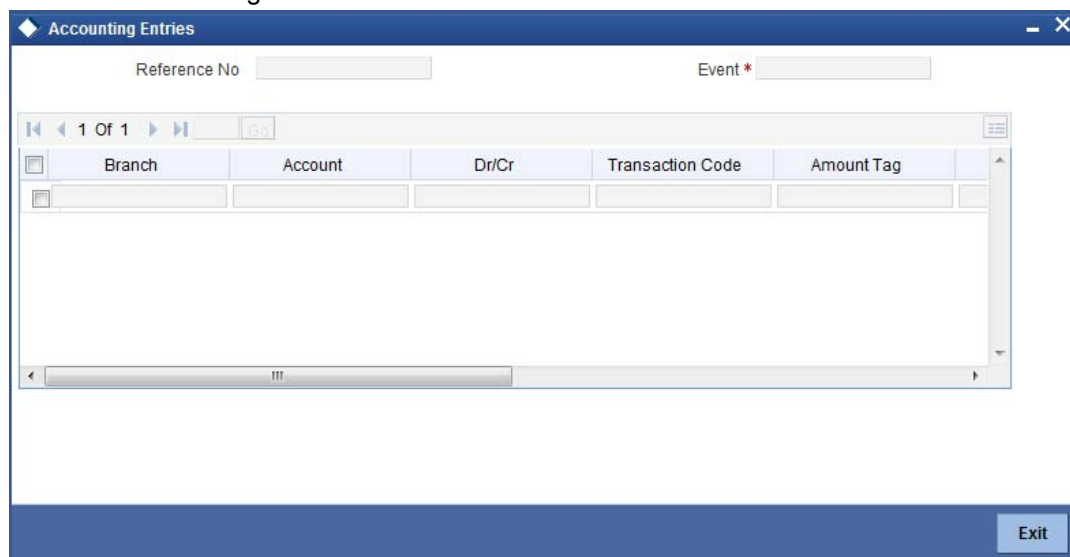 Accounting Entries
Reference No
Event *
1 Of 1
Go
Branch Account Dr/Cr Transaction Code Amount Tag
Exit